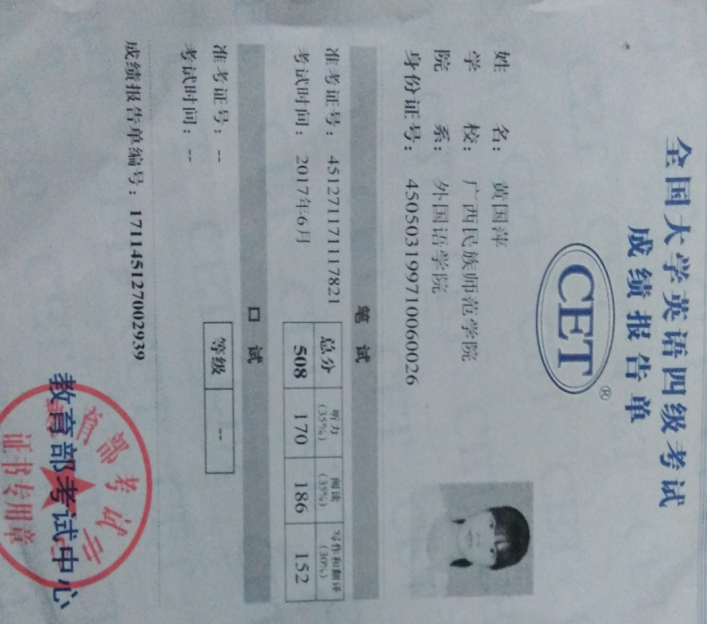 全国大学英语四级考试
成绩报告单
CET®
姓 名： 黄国萍
学 校： 广西民族师范学院
院 系： 外国语学院
身份证号： 450503199710060026
笔 试
准考证号： 451271171117821
考试时间： 2017年6月
总分 听力(35%) 阅读(35%) 写作和翻译(30%)
508 170 186 152
口 试
准考证号： --
考试时间： --
等级 --
成绩报告单编号： 171145127002939
教育部考试中心
证书专用章